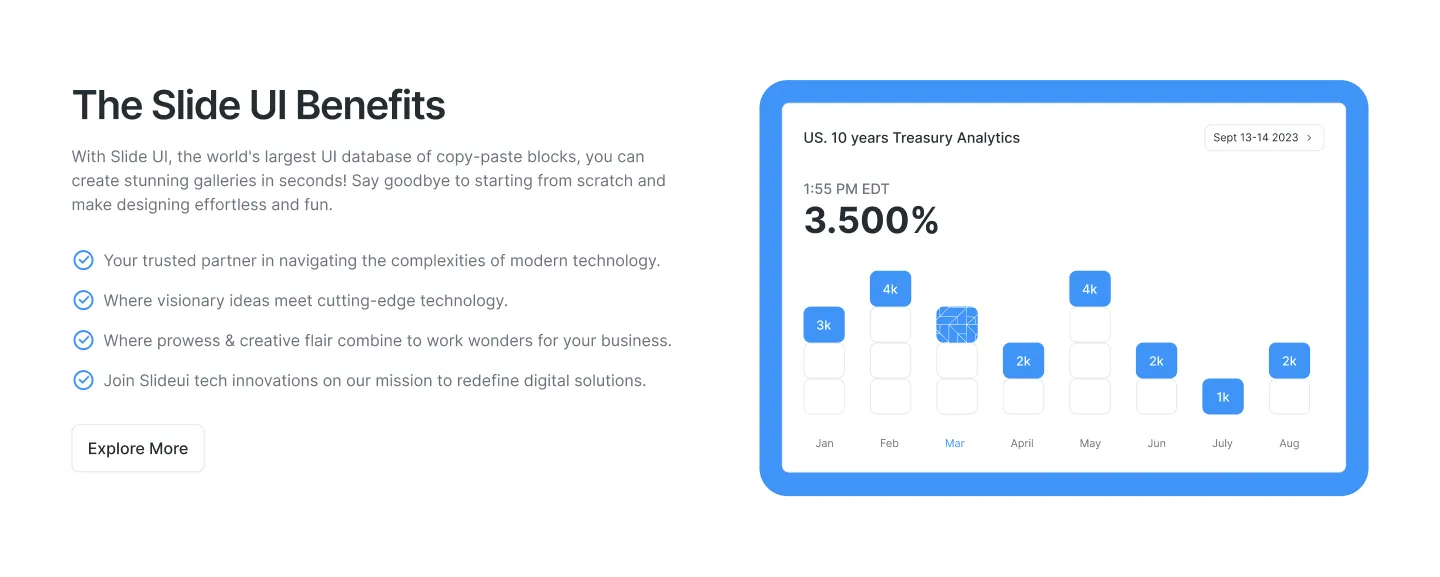 The Slide UI Benefits
With Slide UI, the world's largest UI database of copy-paste blocks, you can
create stunning galleries in seconds! Say goodbye to starting from scratch and
make designing effortless and fun.
Your trusted partner in navigating the complexities of modern technology.
Where visionary ideas meet cutting-edge technology.
Where prowess & creative flair combine to work wonders for your business.
Join Slideui tech innovations on our mission to redefine digital solutions.
Explore More
US. 10 years Treasury Analytics
Sept 13-14 2023
1:55 PM EDT
3.500%
4k 4k
3k
2k 2k 2k
1k
Jan Feb Mar April May Jun July Aug